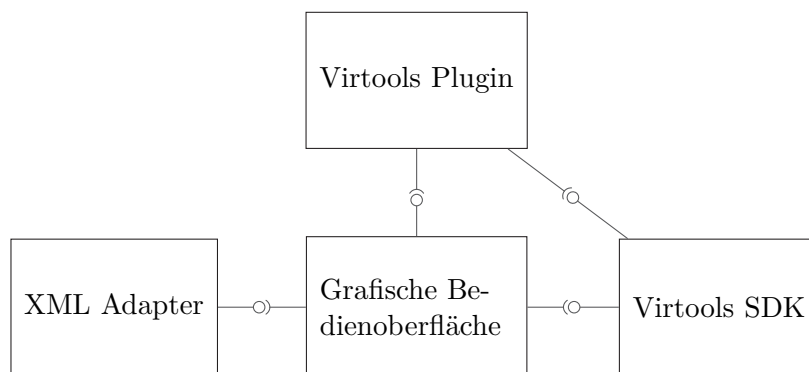 Virtools Plugin
XML Adapter
Grafische Be-
dienoberfläche
Virtools SDK